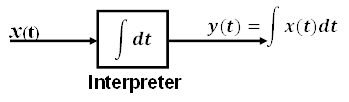 x(t)
∫ dt
y(t) = ∫ x(t)dt
Interpreter